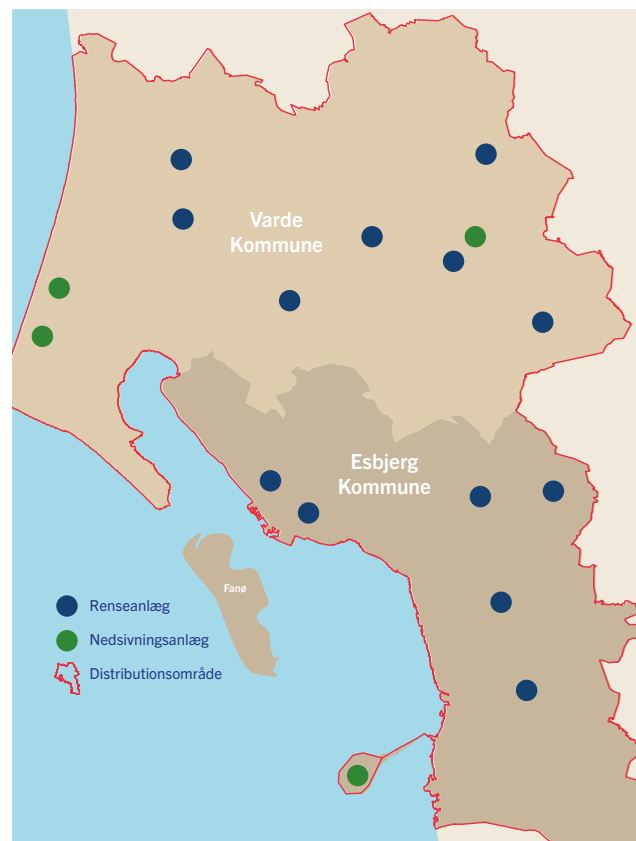 Varde
Kommune
Esbjerg
Kommune
Fanø
Renseanlæg
Nedsivningsanlæg
Distributionsområde